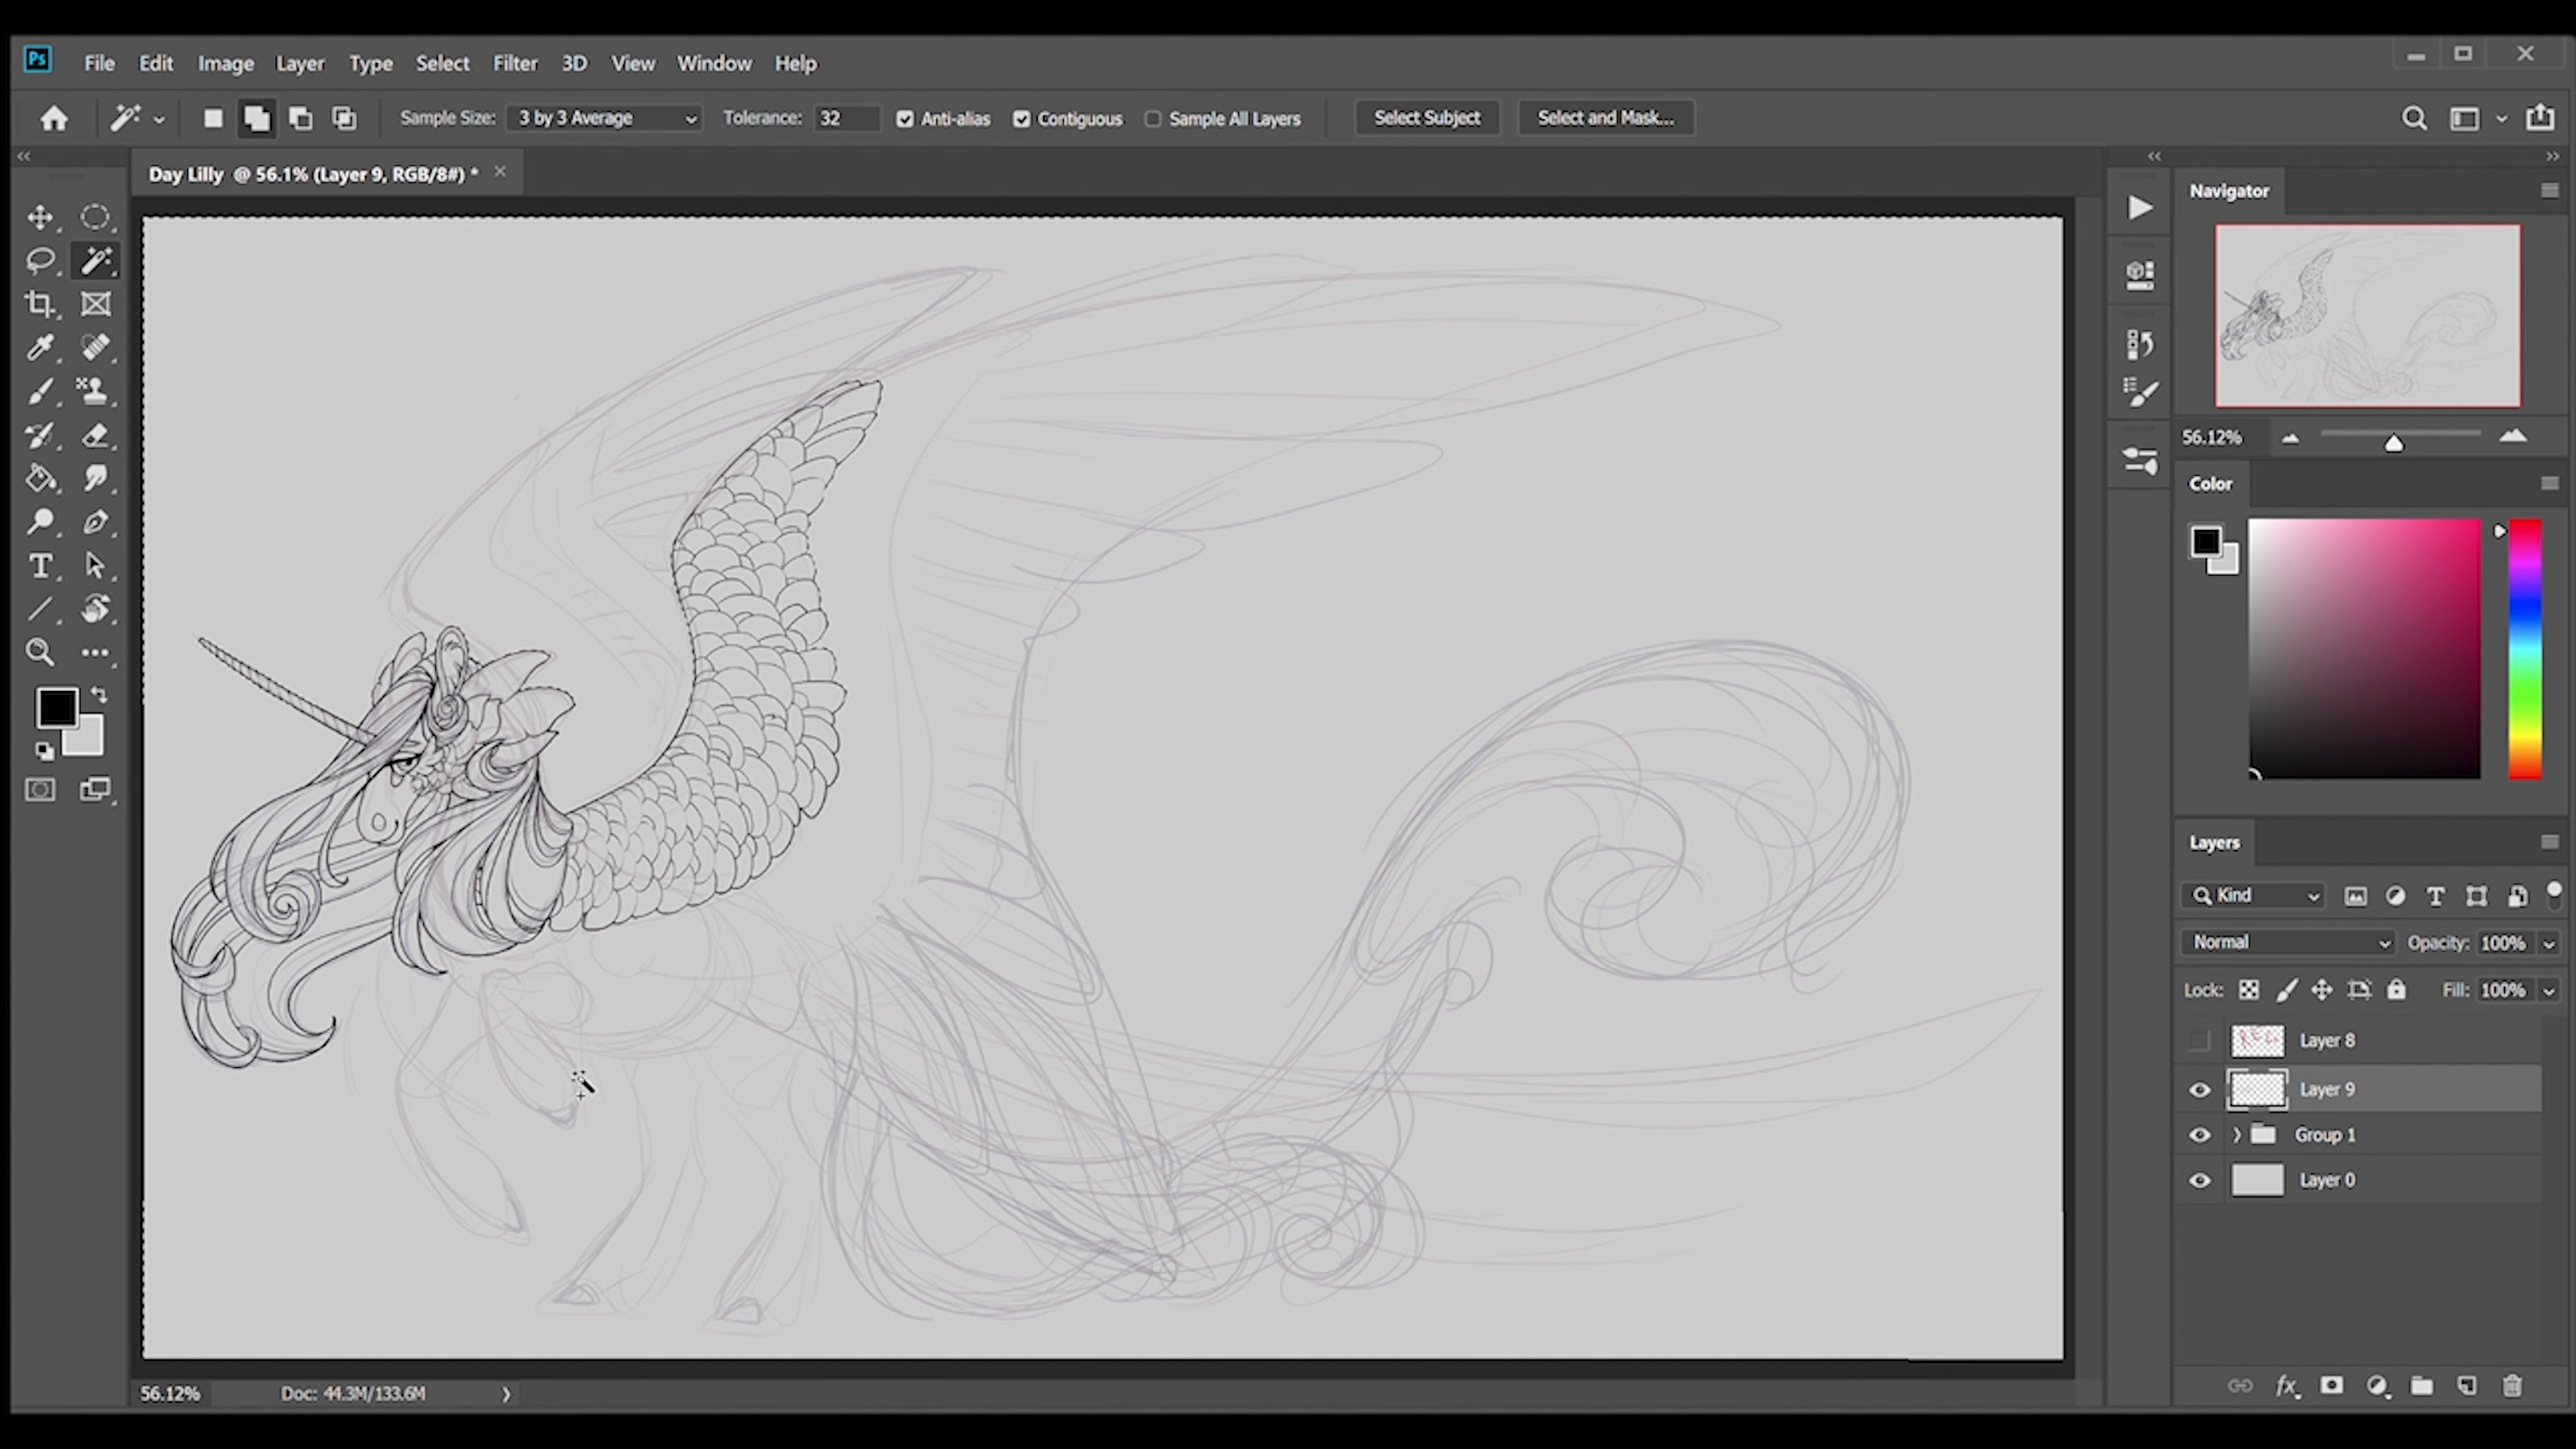 Ps File Edit Image Layer Type Select Filter 3D View Window Help
Sample Size: 3 by 3 Average Tolerance: 32 Anti-alias Contiguous Sample All Layers Select Subject Select and Mask...
Day Lilly @ 56.1% (Layer 9, RGB/8#) *
Navigator
56.12%
Color
Layers
Kind
Normal Opacity: 100%
Lock: Fill: 100%
Layer 8
Layer 9
Group 1
Layer 0
fx
56.12% Doc: 44.3M/133.6M